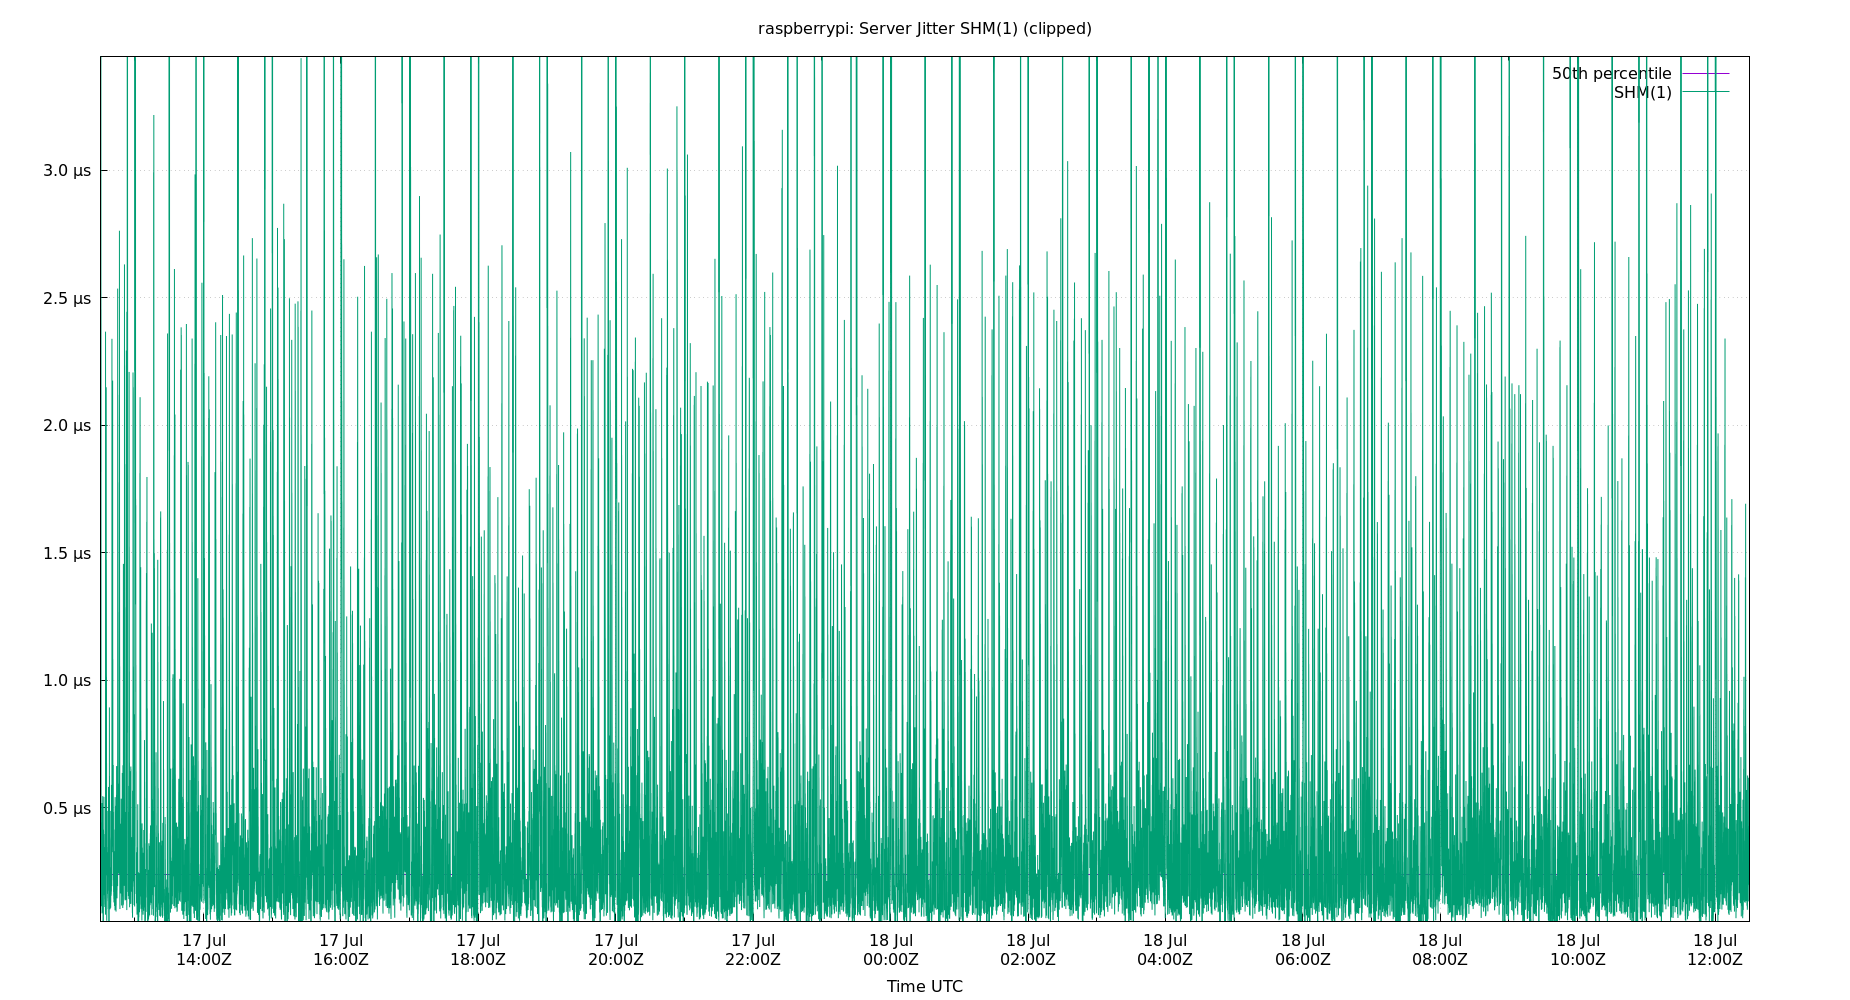 raspberrypi: Server Jitter SHM(1) (clipped)
50th percentile
SHM(1)
3.0 µs
2.5 µs
2.0 µs
1.5 µs
1.0 µs
0.5 µs
17 Jul 17 Jul 17 Jul 17 Jul 17 Jul 18 Jul 18 Jul 18 Jul 18 Jul 18 Jul 18 Jul 18 Jul
14:00Z 16:00Z 18:00Z 20:00Z 22:00Z 00:00Z 02:00Z 04:00Z 06:00Z 08:00Z 10:00Z 12:00Z
Time UTC